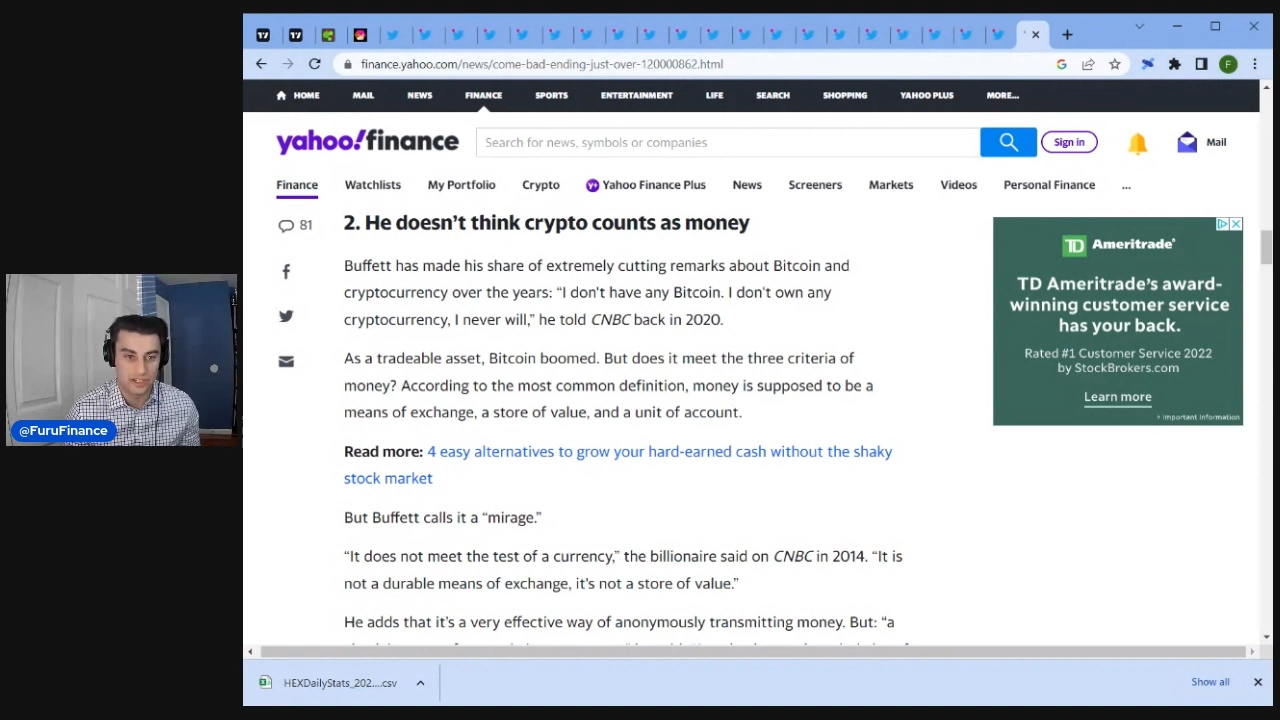 finance.yahoo.com/news/come-bad-ending-just-over-120000862.html
F
HOME MAIL NEWS FINANCE SPORTS ENTERTAINMENT LIFE SEARCH SHOPPING YAHOO PLUS MORE...
yahoo!finance Search for news, symbols or companies Sign in Mail
Finance Watchlists My Portfolio Crypto Y+ Yahoo Finance Plus News Screeners Markets Videos Personal Finance ...
81
2. He doesn’t think crypto counts as money
Buffett has made his share of extremely cutting remarks about Bitcoin and
cryptocurrency over the years: “I don’t have any Bitcoin. I don’t own any
cryptocurrency, I never will,” he told CNBC back in 2020.
As a tradeable asset, Bitcoin boomed. But does it meet the three criteria of
money? According to the most common definition, money is supposed to be a
means of exchange, a store of value, and a unit of account.
Read more: 4 easy alternatives to grow your hard-earned cash without the shaky
stock market
But Buffett calls it a “mirage.”
“It does not meet the test of a currency,” the billionaire said on CNBC in 2014. “It is
not a durable means of exchange, it’s not a store of value.”
He adds that it’s a very effective way of anonymously transmitting money. But: “a
TD Ameritrade®
TD Ameritrade’s award-
winning customer service
has your back.
Rated #1 Customer Service 2022
by StockBrokers.com
Learn more
+ Important Information
@FuruFinance
HEXDailyStats_202....csv
Show all